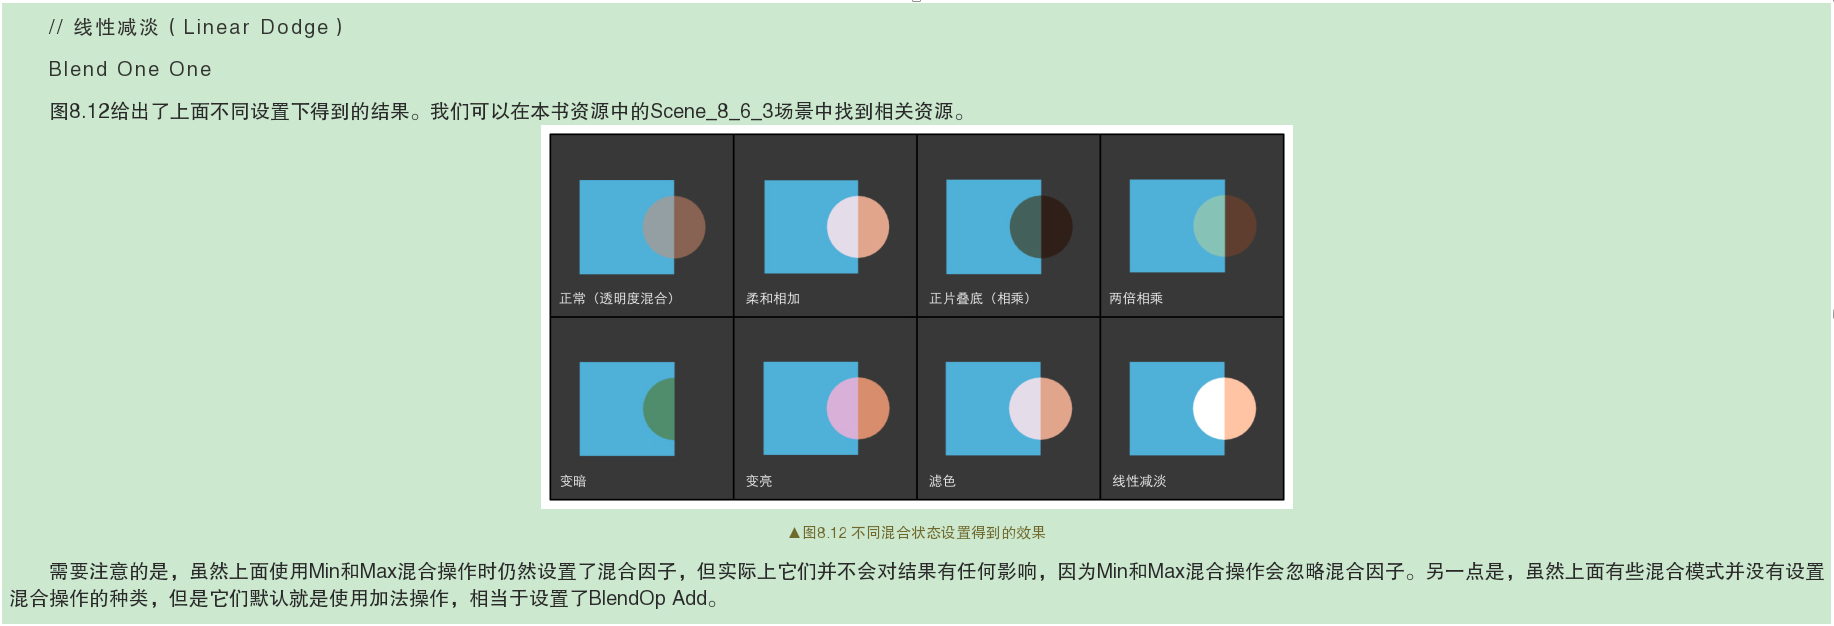 // 线性减淡 ( Linear Dodge )
Blend One One
图8.12给出了上面不同设置下得到的结果。我们可以在本书资源中的Scene_8_6_3场景中找到相关资源。
正常（透明度混合）
柔和相加
正片叠底（相乘）
两倍相乘
变暗
变亮
滤色
线性减淡
▲图8.12 不同混合状态设置得到的效果
需要注意的是，虽然上面使用Min和Max混合操作时仍然设置了混合因子，但实际上它们并不会对结果有任何影响，因为Min和Max混合操作会忽略混合因子。另一点是，虽然上面有些混合模式并没有设置
混合操作的种类，但是它们默认就是使用加法操作，相当于设置了BlendOp Add。